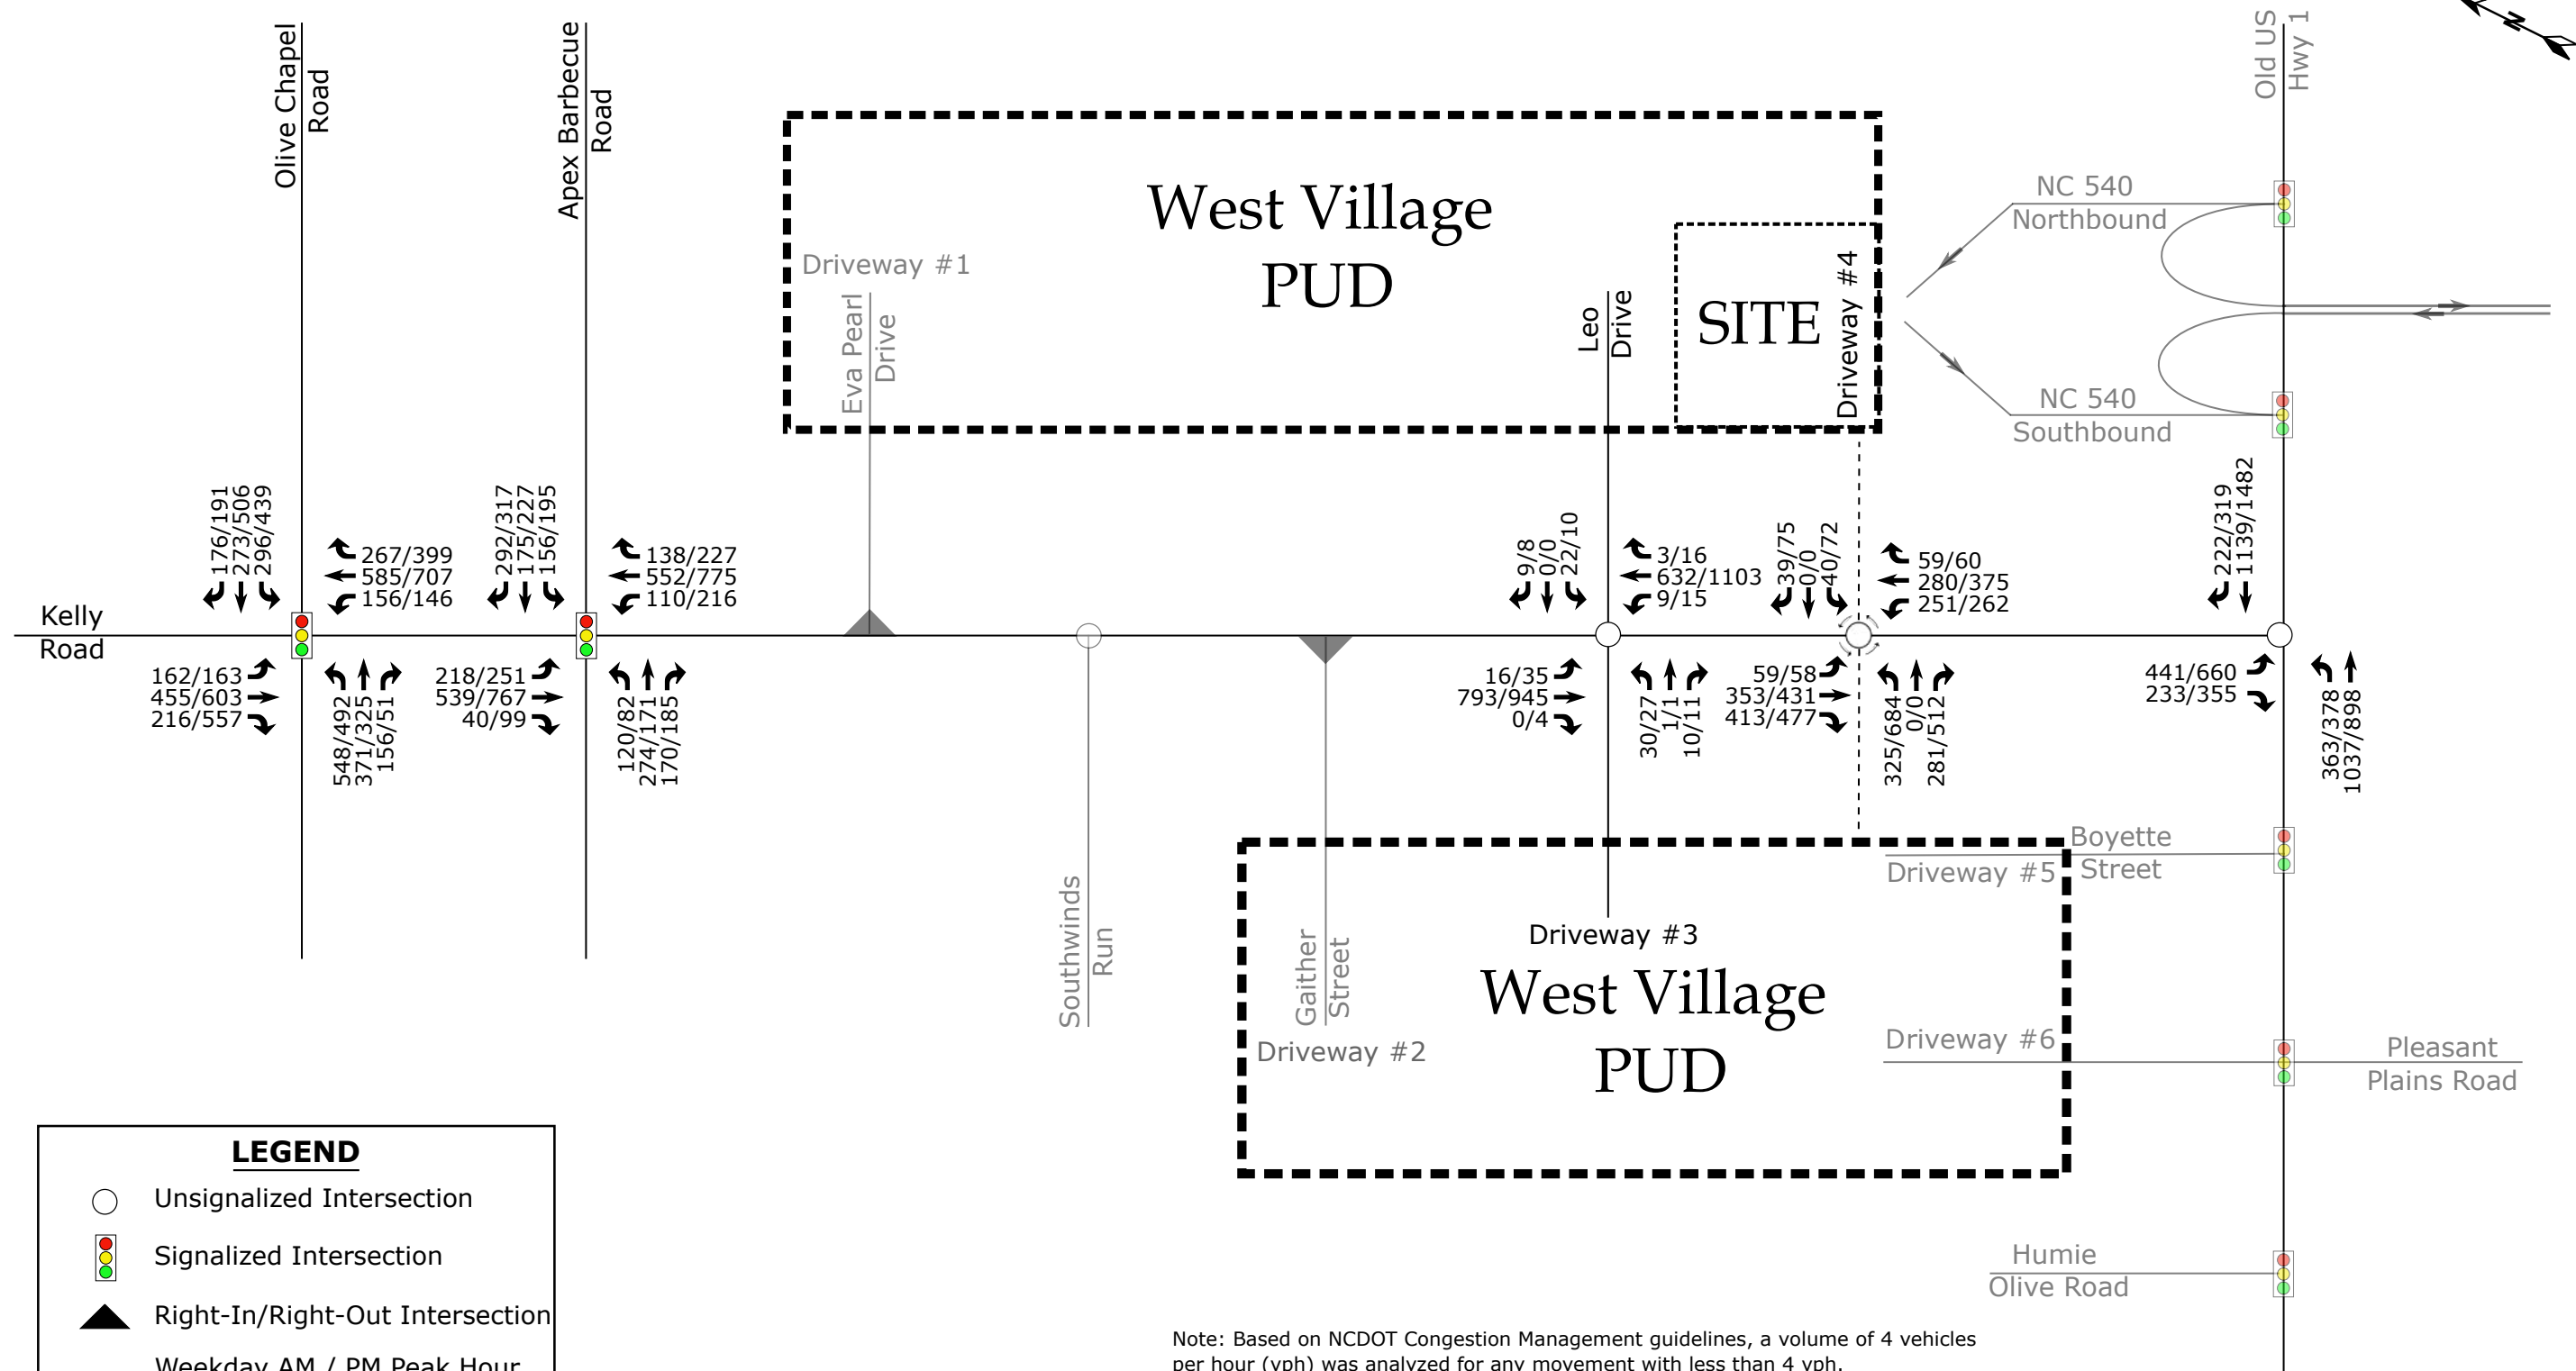 Olive Chapel
Road
Apex Barbecue
Road
Old US
Hwy 1
N
West Village
PUD
NC 540
Northbound
Driveway #1
Eva Pearl
Drive
Leo
Drive
SITE
Driveway #4
NC 540
Southbound
176/191
273/506
296/439
267/399
585/707
156/146
292/317
175/227
156/195
138/227
552/775
110/216
9/8
0/0
22/10
3/16
632/1103
9/15
39/75
0/0
40/72
59/60
280/375
251/262
222/319
1139/1482
Kelly
Road
162/163
455/603
216/557
548/492
371/325
156/51
218/251
539/767
40/99
120/82
274/171
170/185
16/35
793/945
0/4
30/27
1/1
10/11
59/58
353/431
413/477
325/684
0/0
281/512
441/660
233/355
363/378
1037/898
Boyette
Street
Driveway #5
Southwinds
Run
Gaither
Street
Driveway #2
Driveway #3
West Village
PUD
Driveway #6
Pleasant
Plains Road
LEGEND
Unsignalized Intersection
Signalized Intersection
Right-In/Right-Out Intersection
Weekday AM / PM Peak Hour
Humie
Olive Road
Note: Based on NCDOT Congestion Management guidelines, a volume of 4 vehicles
per hour (vph) was analyzed for any movement with less than 4 vph.